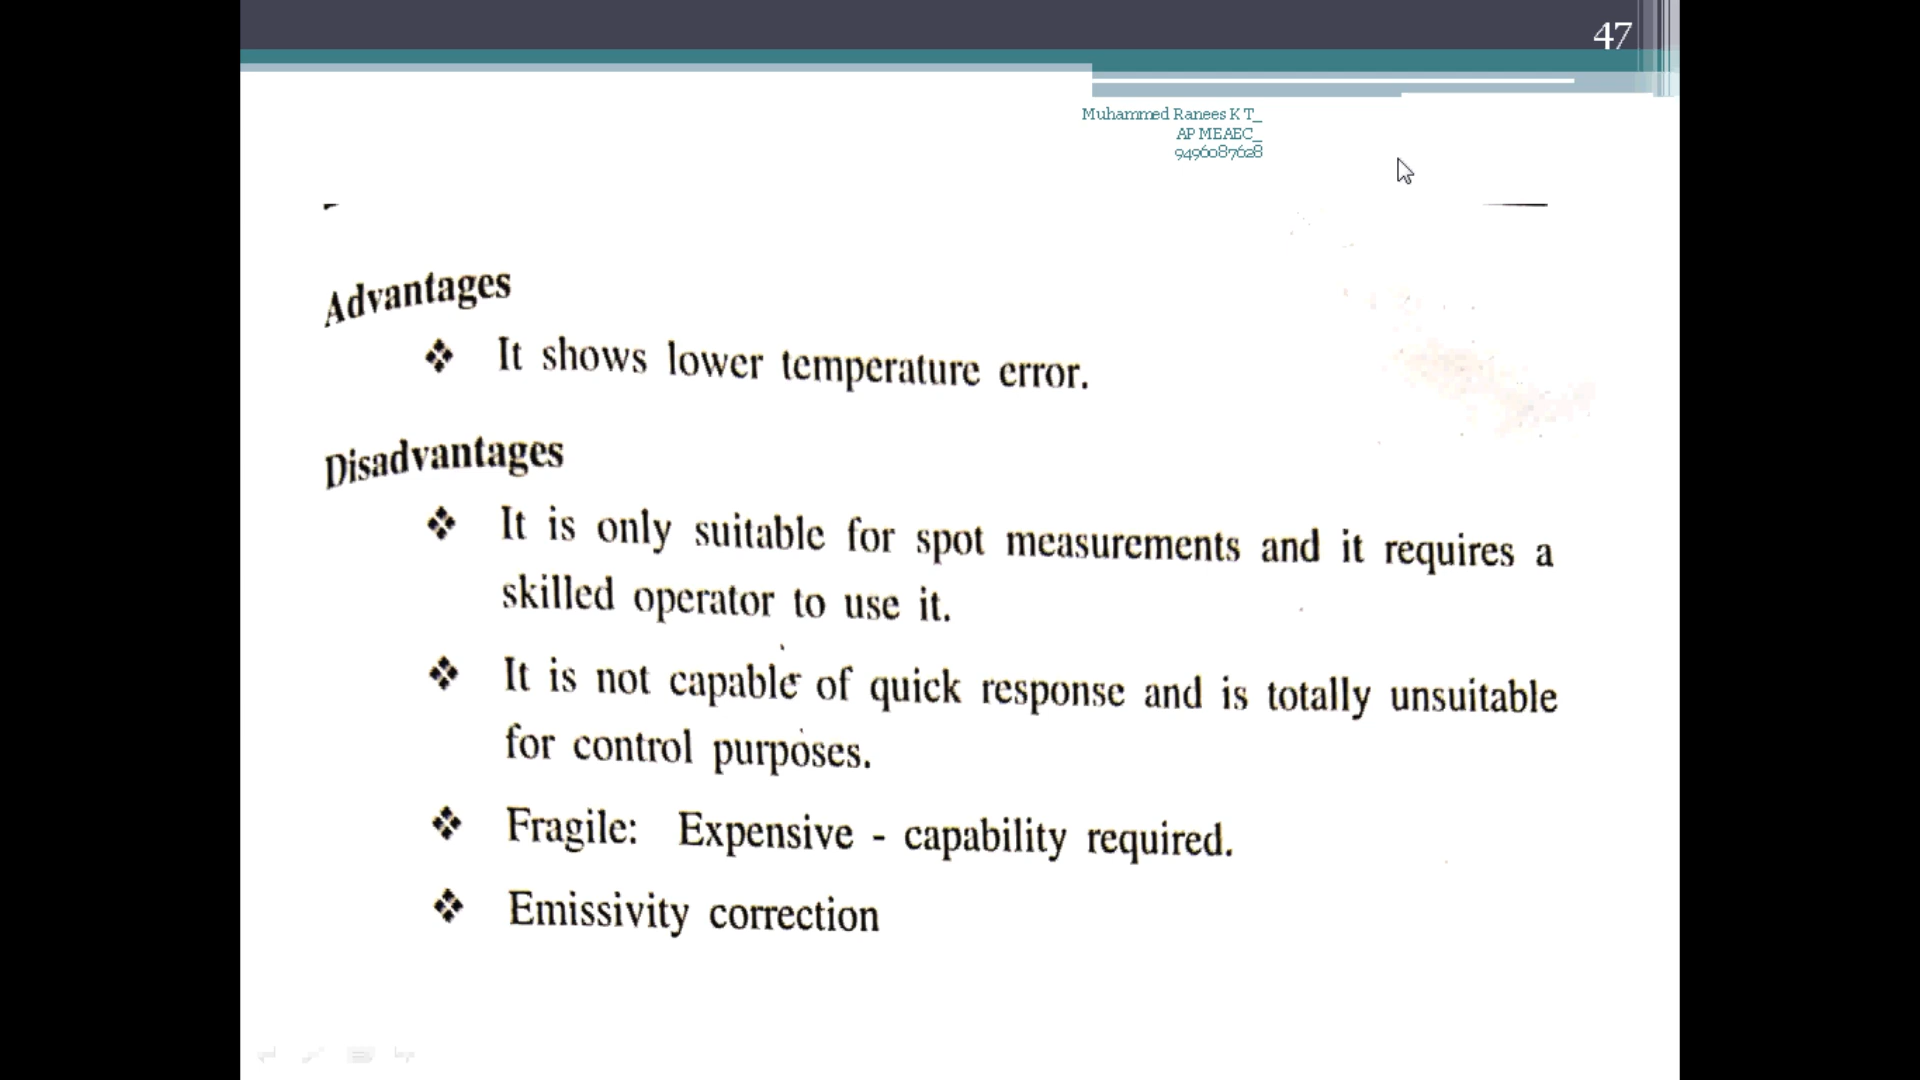 47
Muhammed Ranees K T_
AP MEAEC_
9496087628
Advantages
❖ It shows lower temperature error.
Disadvantages
❖ It is only suitable for spot measurements and it requires a
skilled operator to use it.
❖ It is not capable of quick response and is totally unsuitable
for control purposes.
❖ Fragile: Expensive - capability required.
❖ Emissivity correction